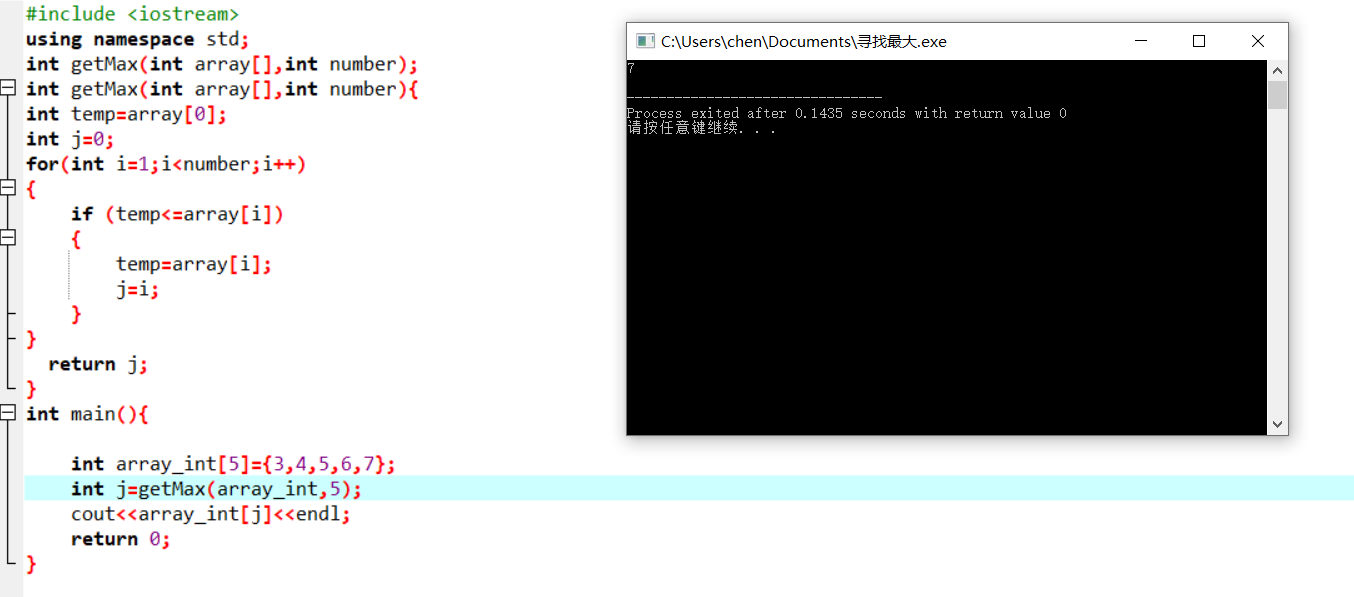 #include <iostream>
using namespace std;
int getMax(int array[],int number);
int getMax(int array[],int number){
int temp=array[0];
int j=0;
for(int i=1;i<number;i++)
{
    if (temp<=array[i])
    {
        temp=array[i];
        j=i;
    }
}
  return j;
}
int main(){
    int array_int[5]={3,4,5,6,7};
    int j=getMax(array_int,5);
    cout<<array_int[j]<<endl;
    return 0;
}
C:\Users\chen\Documents\寻找最大.exe
7
--------------------------------
Process exited after 0.1435 seconds with return value 0
请按任意键继续. . .